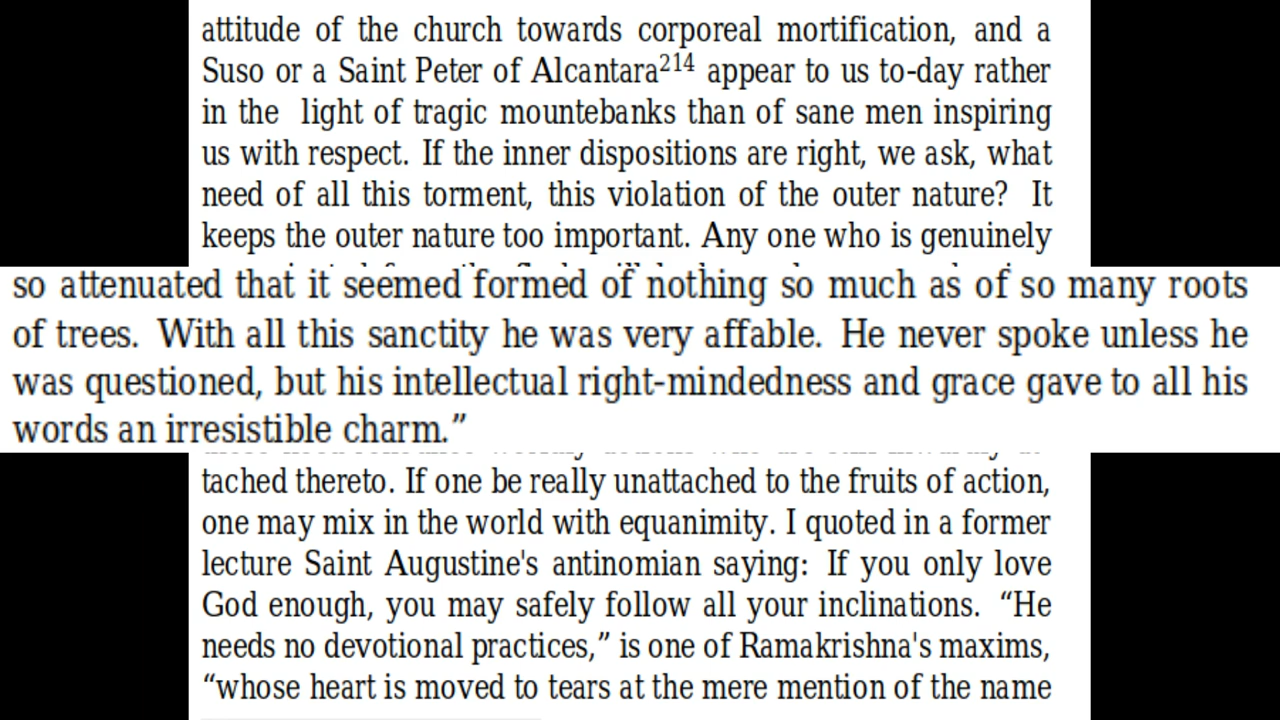 attitude of the church towards corporeal mortification, and a
Suso or a Saint Peter of Alcantara214 appear to us to-day rather
in the light of tragic mountebanks than of sane men inspiring
us with respect. If the inner dispositions are right, we ask, what
need of all this torment, this violation of the outer nature? It
keeps the outer nature too important. Any one who is genuinely
so attenuated that it seemed formed of nothing so much as of so many roots
of trees. With all this sanctity he was very affable. He never spoke unless he
was questioned, but his intellectual right-mindedness and grace gave to all his
words an irresistible charm.”
tached thereto. If one be really unattached to the fruits of action,
one may mix in the world with equanimity. I quoted in a former
lecture Saint Augustine's antinomian saying: If you only love
God enough, you may safely follow all your inclinations. “He
needs no devotional practices,” is one of Ramakrishna's maxims,
“whose heart is moved to tears at the mere mention of the name